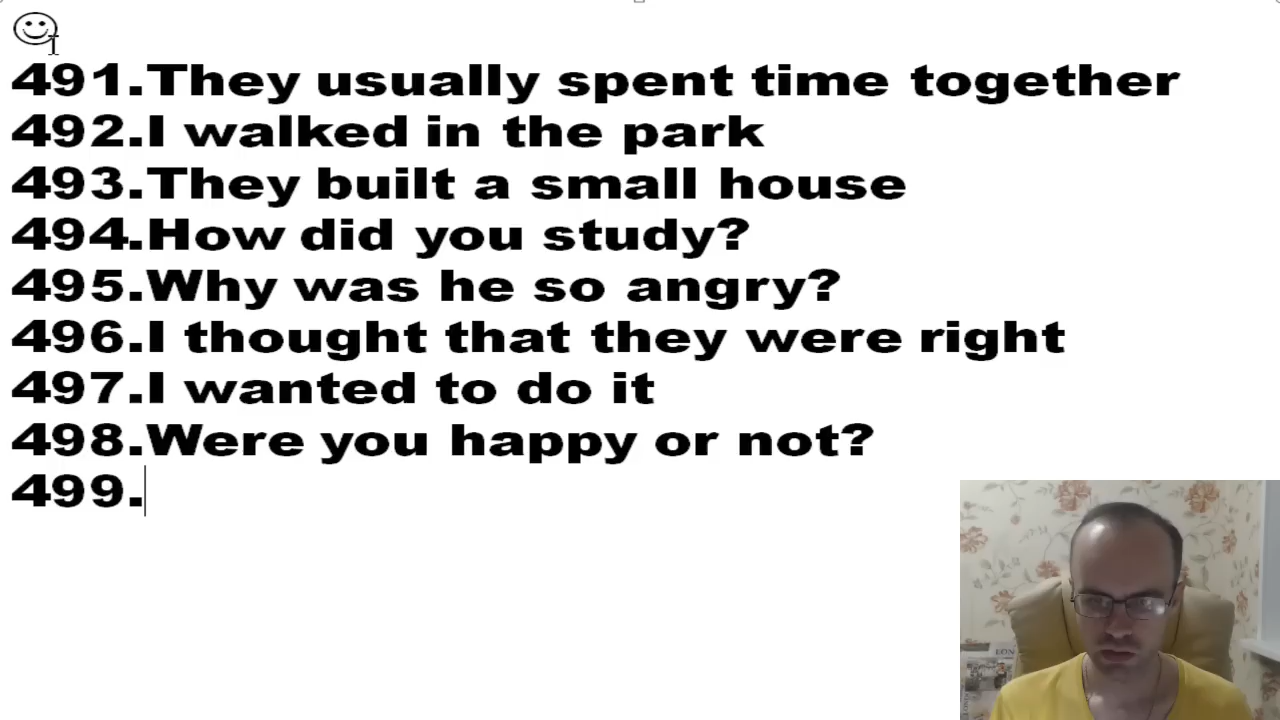 491.They usually spent time together
492.I walked in the park
493.They built a small house
494.How did you study?
495.Why was he so angry?
496.I thought that they were right
497.I wanted to do it
498.Were you happy or not?
499.